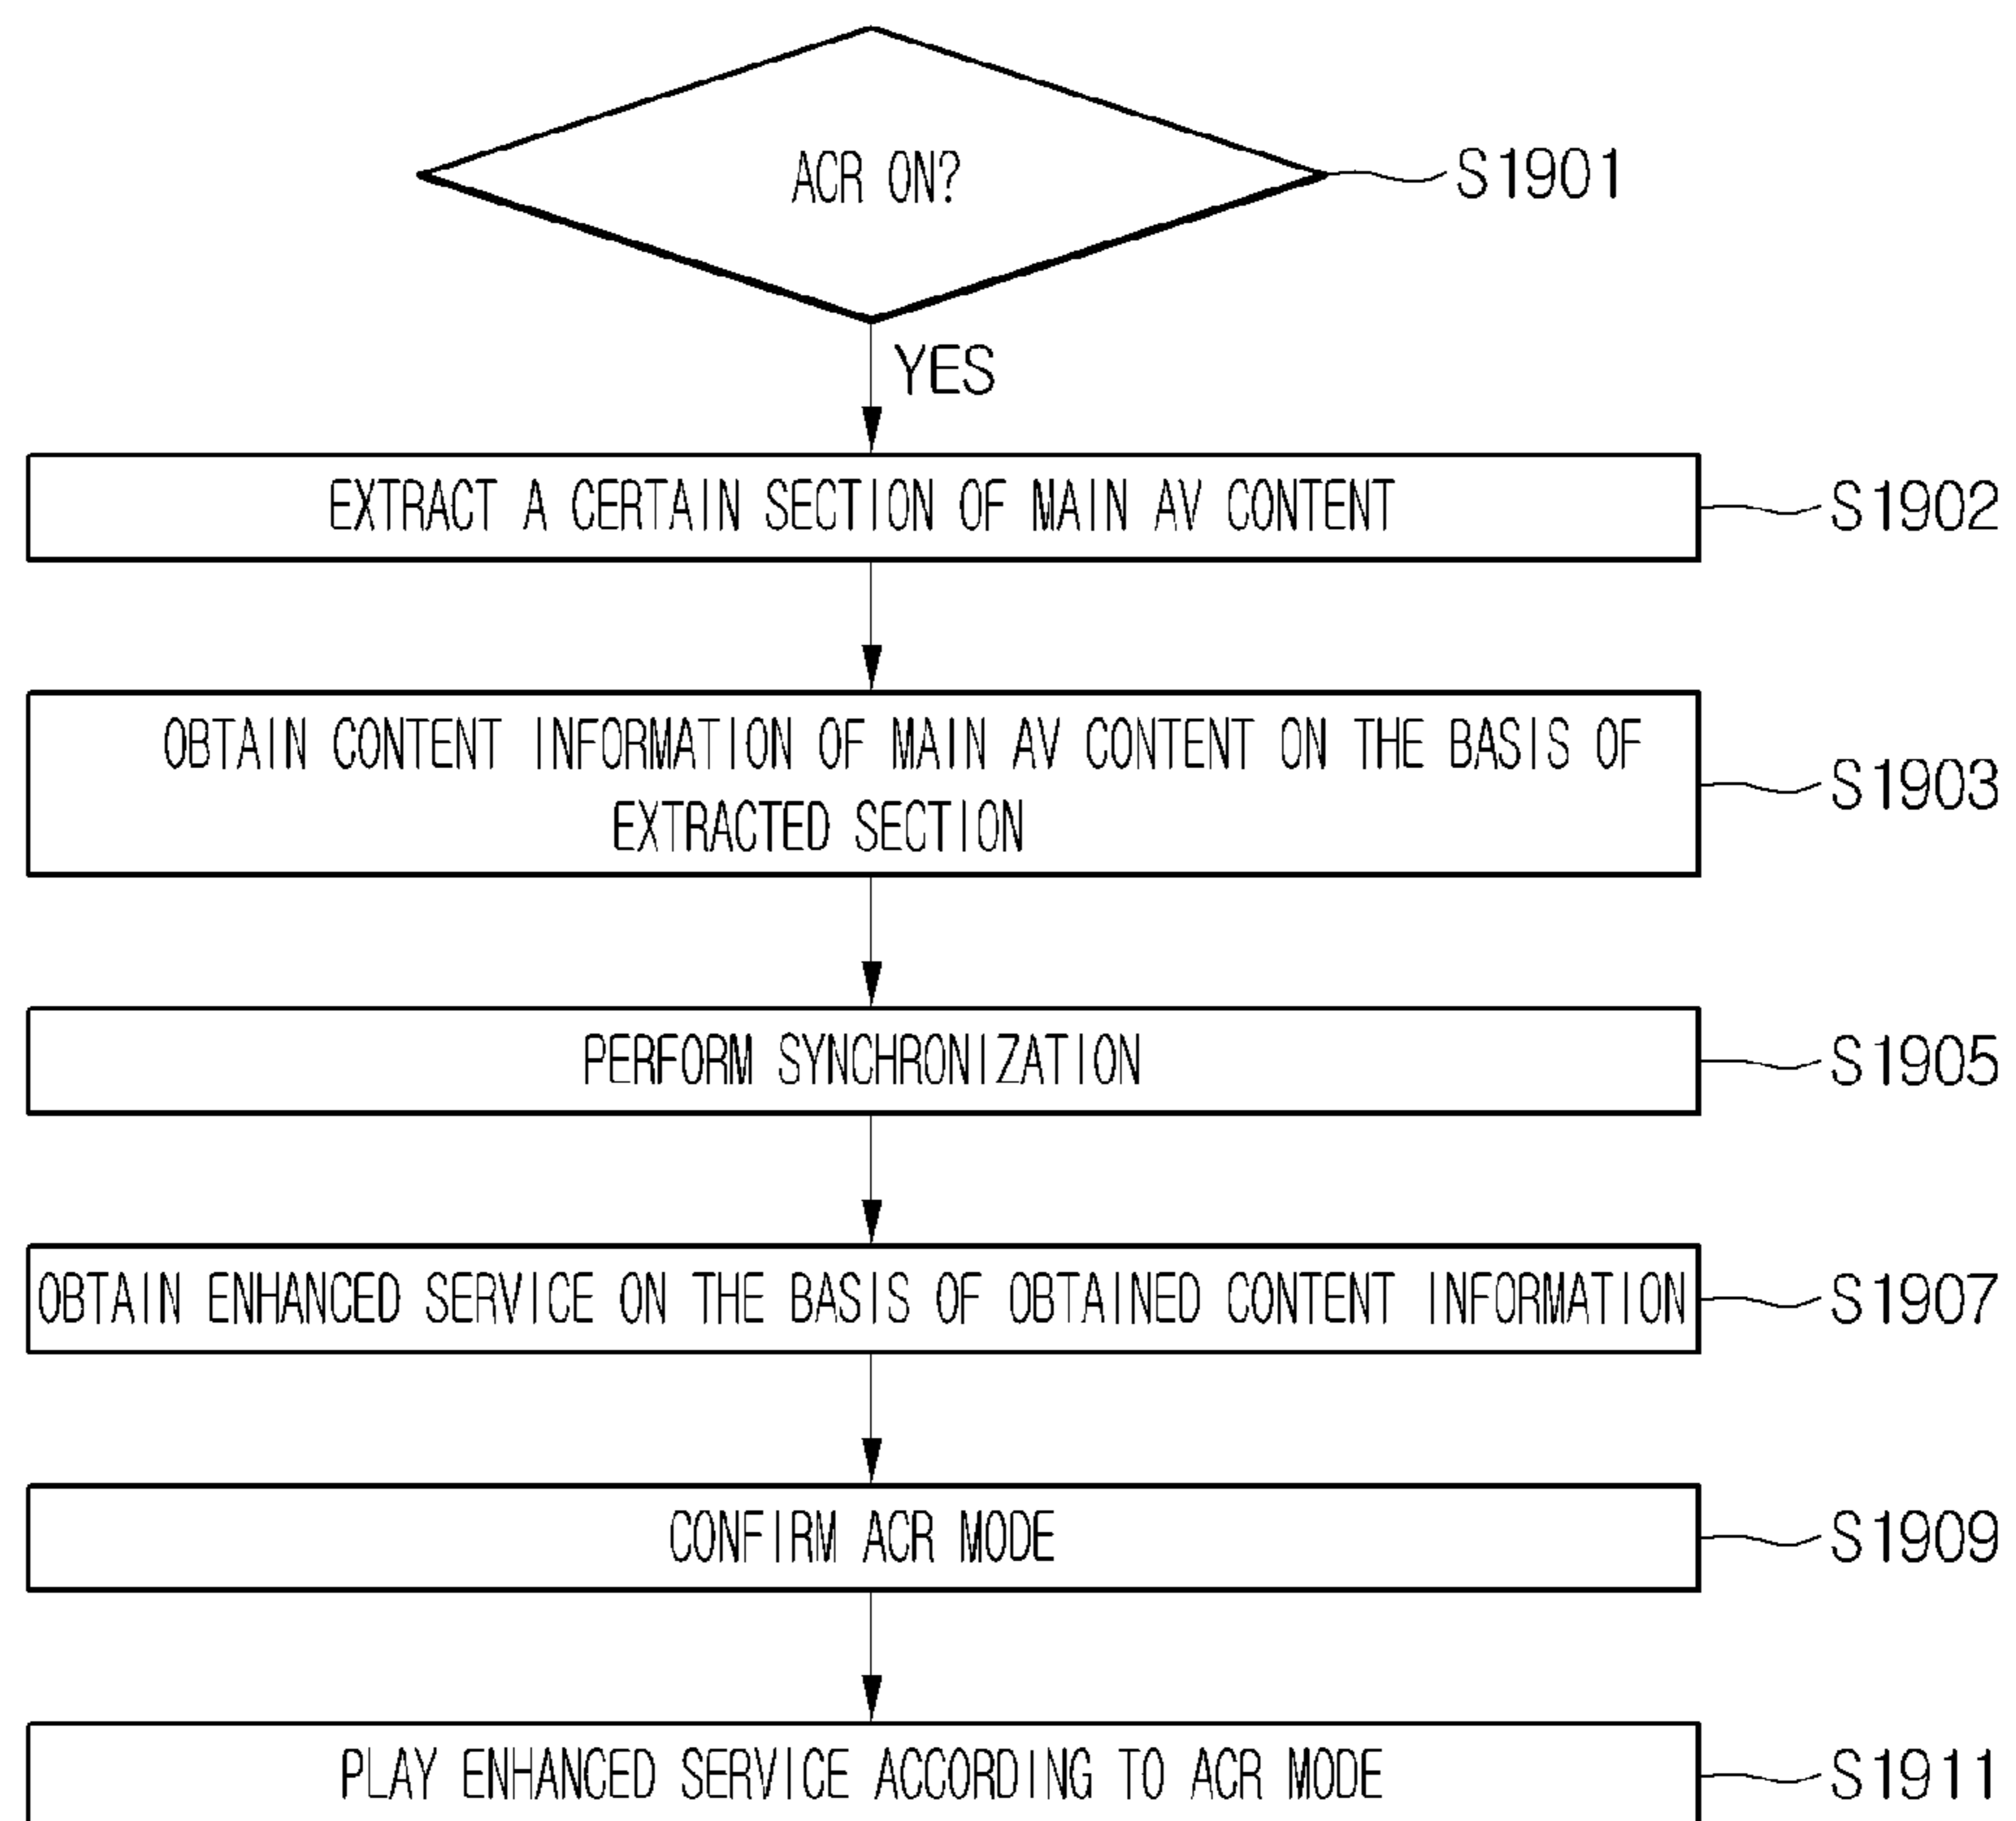 ACR ON?
S1901
YES
EXTRACT A CERTAIN SECTION OF MAIN AV CONTENT
S1902
OBTAIN CONTENT INFORMATION OF MAIN AV CONTENT ON THE BASIS OF
EXTRACTED SECTION
S1903
PERFORM SYNCHRONIZATION
S1905
OBTAIN ENHANCED SERVICE ON THE BASIS OF OBTAINED CONTENT INFORMATION
S1907
CONFIRM ACR MODE
S1909
PLAY ENHANCED SERVICE ACCORDING TO ACR MODE
S1911